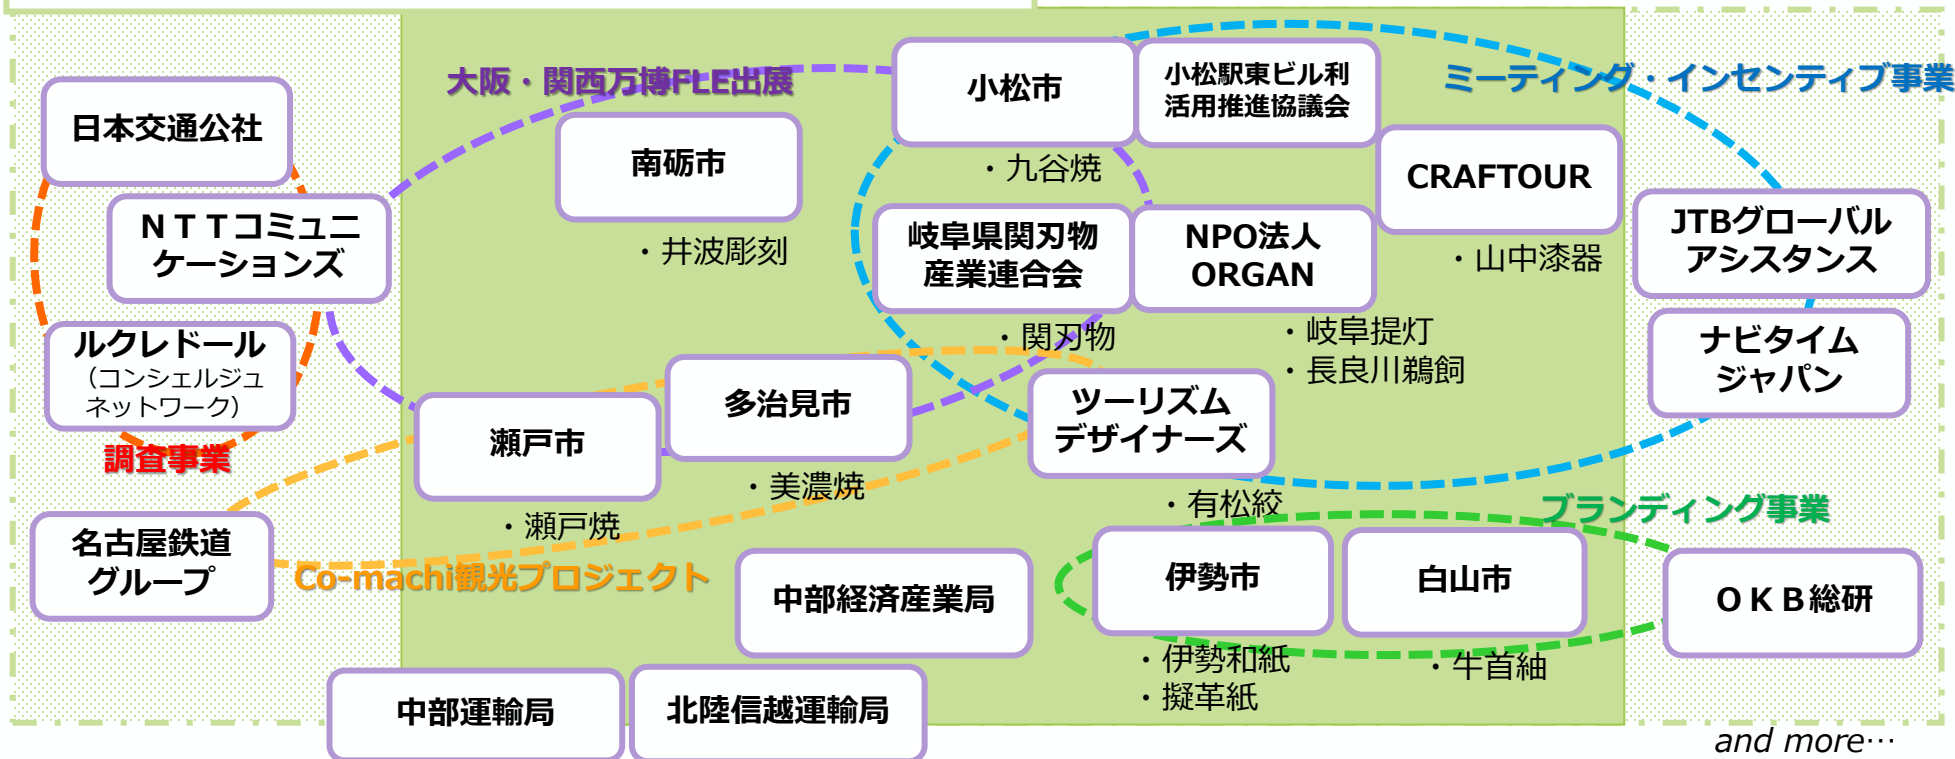 大阪・関西万博FLE出展
ミーティング・インセンティブ事業
日本交通公社
NTTコミュニ
ケーションズ
ルクレドール
(コンシェルジュ
ネットワーク)
調査事業
名古屋鉄道
グループ
Co-machi観光プロジェクト
南砺市
・井波彫刻
小松市
・九谷焼
小松駅東ビル利
活用推進協議会
CRAFTOUR
・山中漆器
岐阜県関刃物
産業連合会
・関刃物
NPO法人
ORGAN
・岐阜提灯
・長良川鵜飼
JTBグローバル
アシスタンス
ナビタイム
ジャパン
瀬戸市
・瀬戸焼
多治見市
・美濃焼
ツーリズム
デザイナーズ
・有松絞
ブランディング事業
伊勢市
・伊勢和紙
・擬革紙
白山市
・牛首紬
OKB総研
中部経済産業局
中部運輸局
北陸信越運輸局
and more…